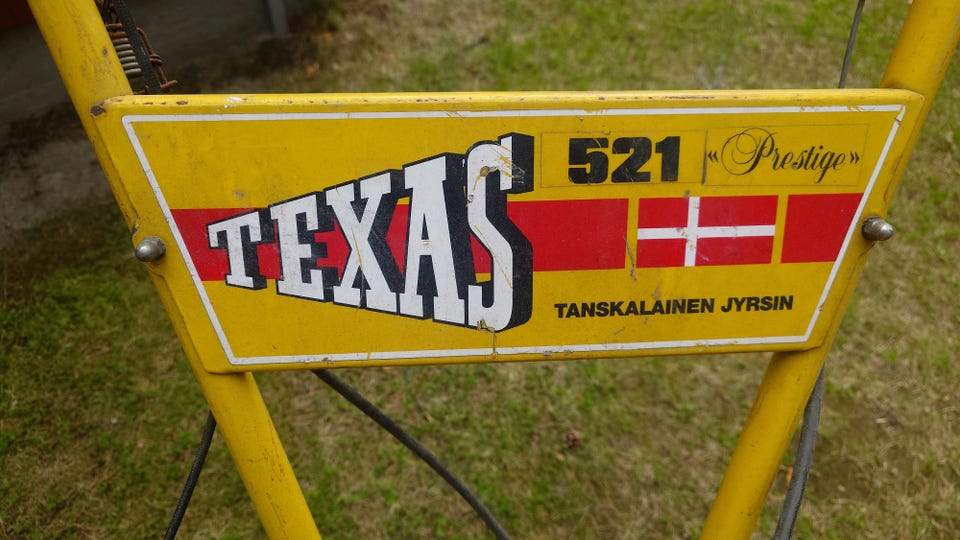 TEXAS
521 «Prestige»
TANSKALAINEN JYRSIN